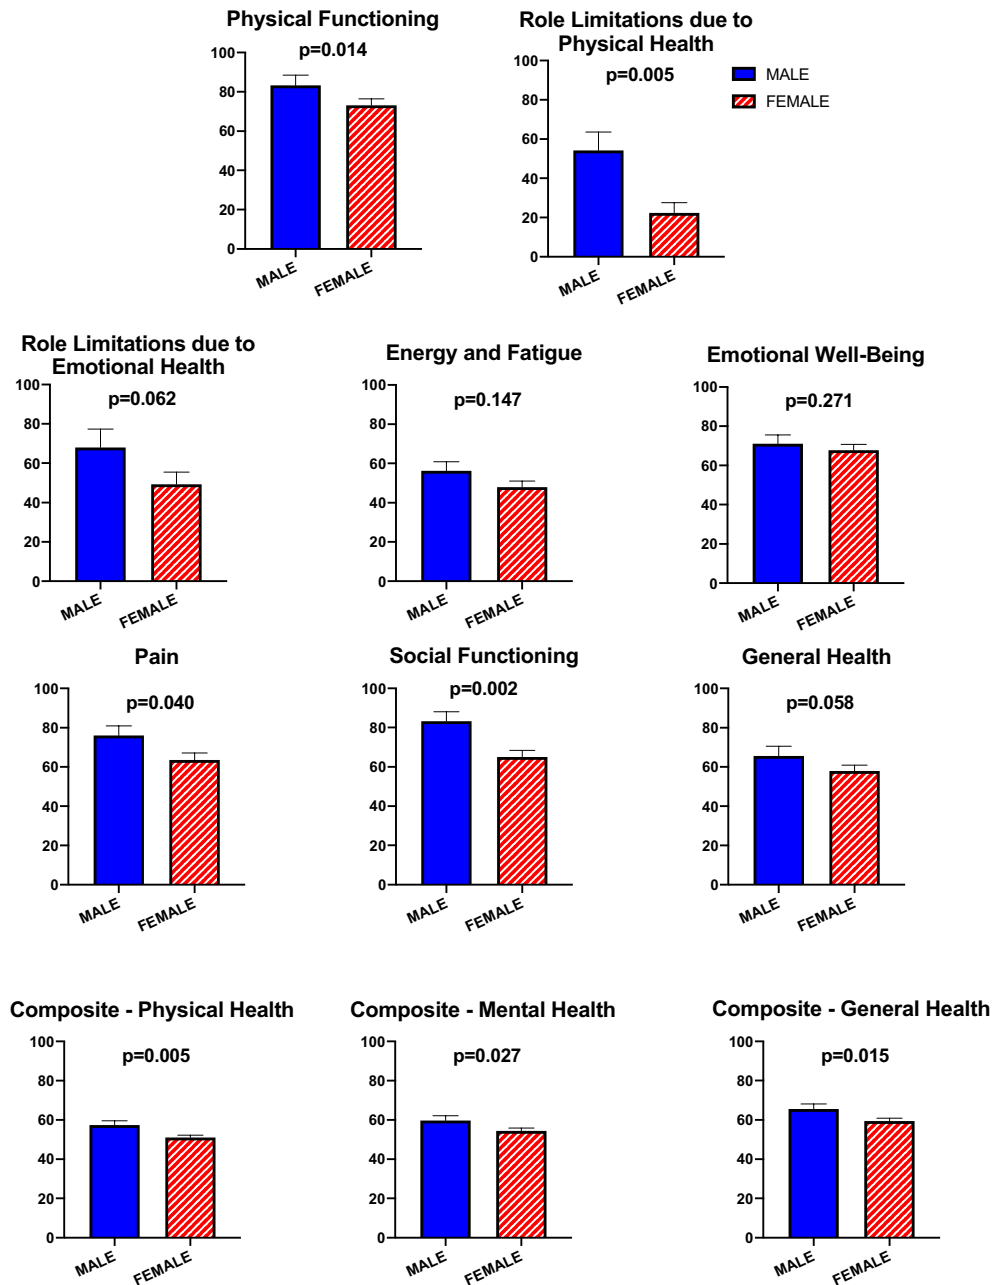 Physical Functioning
p=0.014
100
80
60
40
20
0
MALE
FEMALE
Role Limitations due to
Physical Health
p=0.005
100
80
60
40
20
0
MALE
FEMALE
MALE
FEMALE
Role Limitations due to
Emotional Health
p=0.062
100
80
60
40
20
0
MALE
FEMALE
Energy and Fatigue
p=0.147
100
80
60
40
20
0
MALE
FEMALE
Emotional Well-Being
p=0.271
100
80
60
40
20
0
MALE
FEMALE
Pain
p=0.040
100
80
60
40
20
0
MALE
FEMALE
Social Functioning
p=0.002
100
80
60
40
20
0
MALE
FEMALE
General Health
p=0.058
100
80
60
40
20
0
MALE
FEMALE
Composite - Physical Health
p=0.005
100
80
60
40
20
0
MALE
FEMALE
Composite - Mental Health
p=0.027
100
80
60
40
20
0
MALE
FEMALE
Composite - General Health
p=0.015
100
80
60
40
20
0
MALE
FEMALE